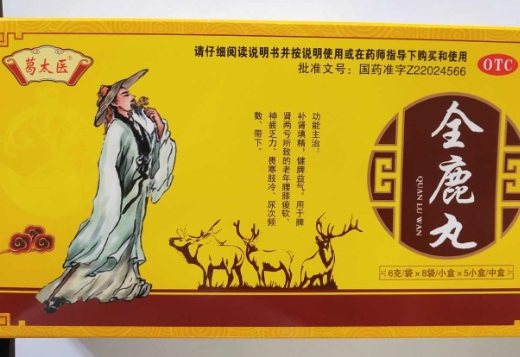 葛太医
请仔细阅读说明书并按说明使用或在药师指导下购买和使用
批准文号：国药准字Z22024566
OTC
功能主治：
补肾填精，健脾益气。用于脾
肾两亏所致的老年腰膝痠软、
神疲乏力、畏寒肢冷、尿次频
数、带下。
全鹿丸
QUAN LU WAN
6克/袋×8袋/小盒×5小盒/中盒